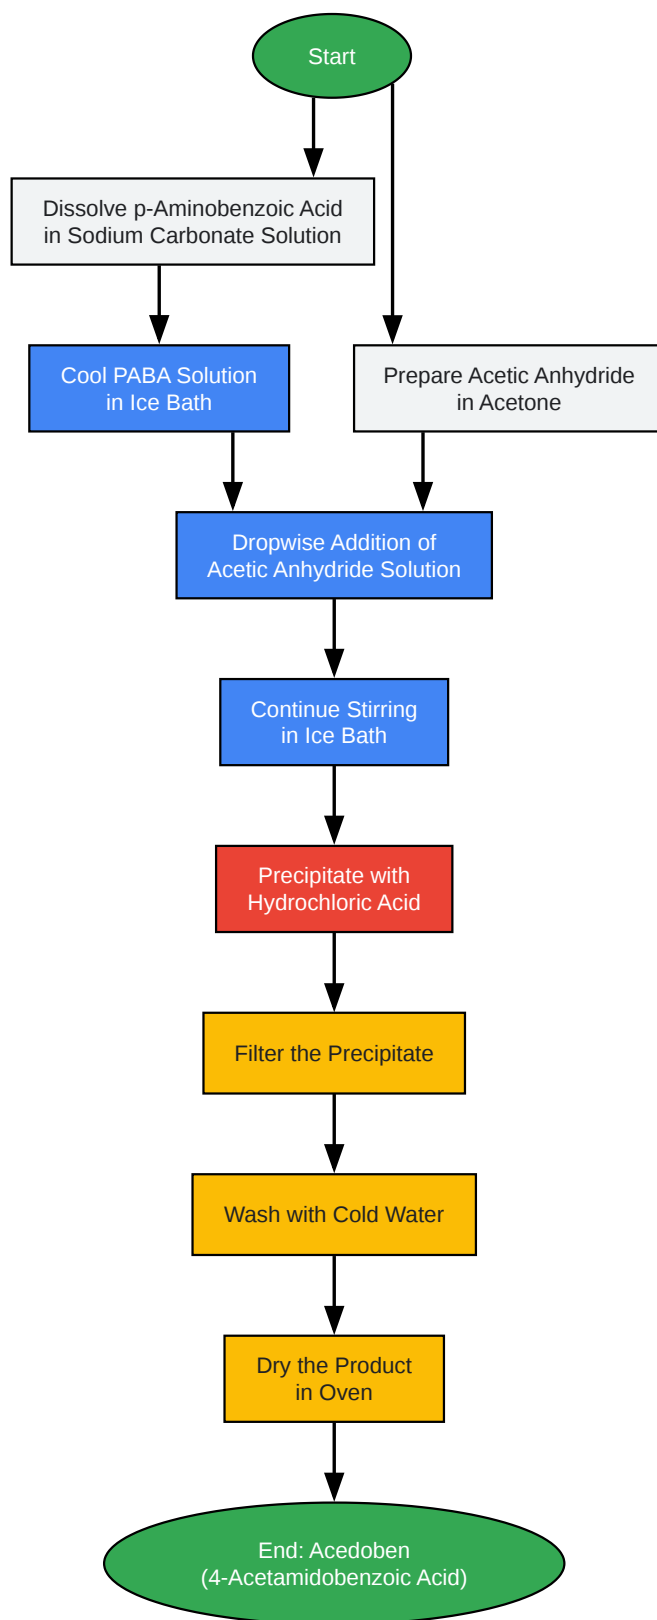 Start
Dissolve p-Aminobenzoic Acid
in Sodium Carbonate Solution
Cool PABA Solution
in Ice Bath
Prepare Acetic Anhydride
in Acetone
Dropwise Addition of
Acetic Anhydride Solution
Continue Stirring
in Ice Bath
Precipitate with
Hydrochloric Acid
Filter the Precipitate
Wash with Cold Water
Dry the Product
in Oven
End: Acedoben
(4-Acetamidobenzoic Acid)